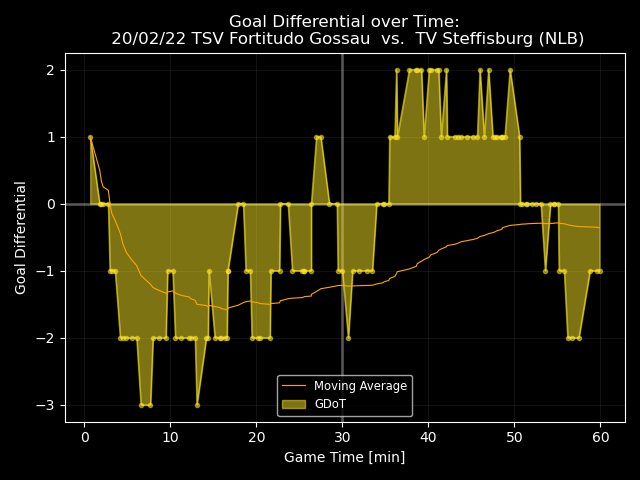 Goal Differential over Time:
20/02/22 TSV Fortitudo Gossau  vs.  TV Steffisburg (NLB)
Goal Differential
2
1
0
−1
−2
−3
0 10 20 30 40 50 60
Game Time [min]
Moving Average
GDoT